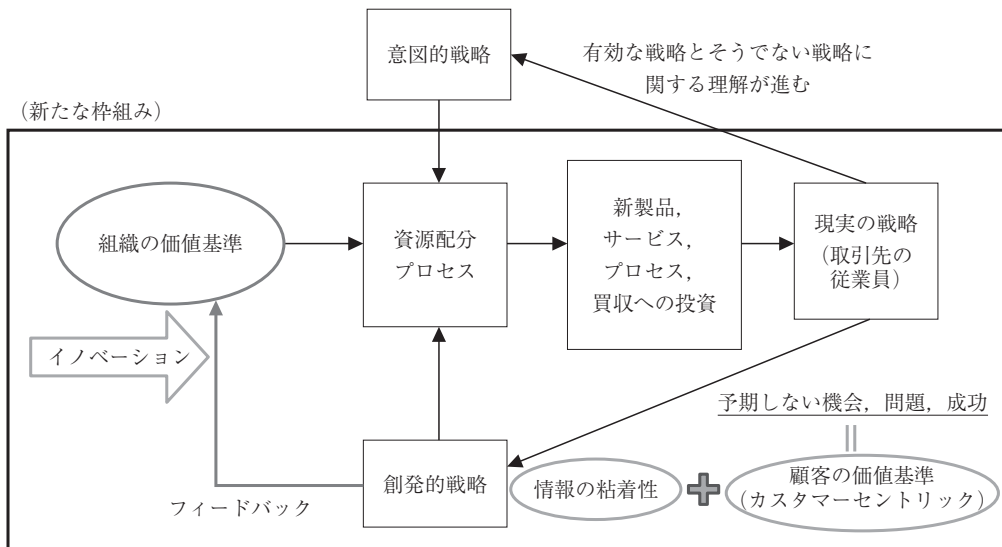 意図的戦略
有効な戦略とそうでない戦略に
関する理解が進む
（新たな枠組み）
組織の価値基準
資源配分
プロセス
新製品，
サービス，
プロセス，
買収への投資
現実の戦略
（取引先の
従業員）
イノベーション
予期しない機会，問題，成功
創発的戦略
情報の粘着性
顧客の価値基準
（カスタマーセントリック）
フィードバック